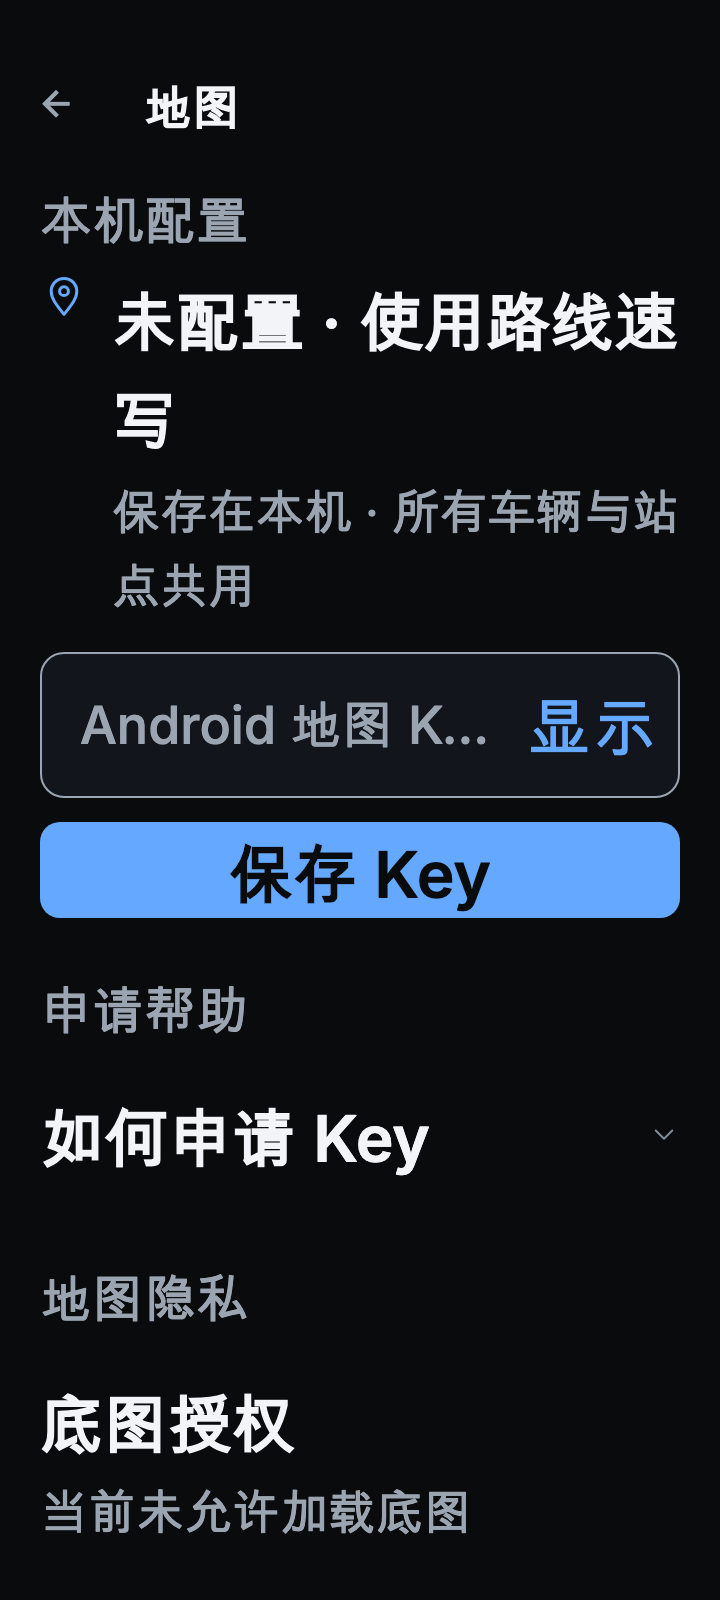 地图
本机配置
未配置 · 使用路线速
写
保存在本机 · 所有车辆与站
点共用
Android 地图 K... 显示
保存 Key
申请帮助
如何申请 Key
地图隐私
底图授权
当前未允许加载底图